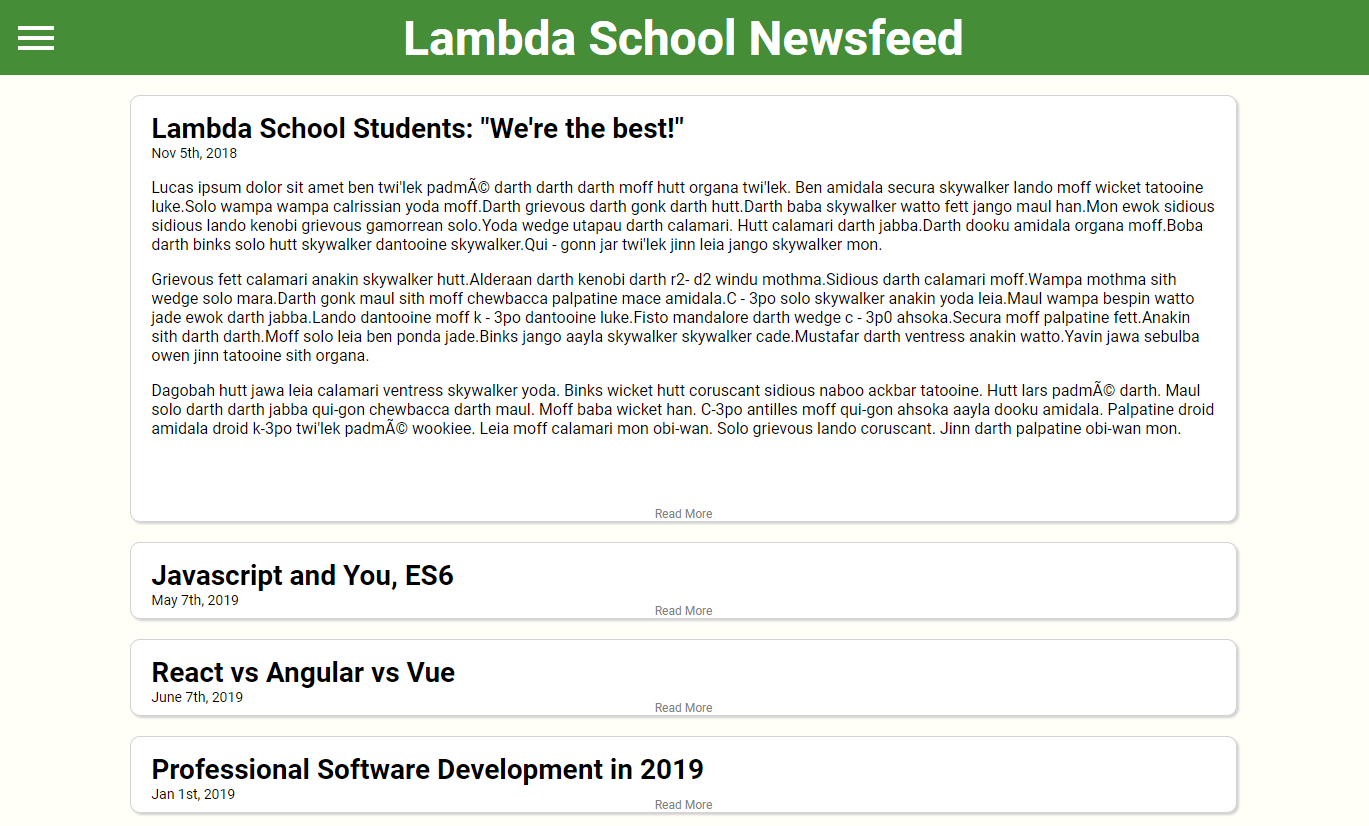 Lambda School Newsfeed
Lambda School Students: "We're the best!"
Nov 5th, 2018
Lucas ipsum dolor sit amet ben twi'lek padmÃ© darth darth darth moff hutt organa twi'lek. Ben amidala secura skywalker lando moff wicket tatooine
luke.Solo wampa wampa calrissian yoda moff.Darth grievous darth gonk darth hutt.Darth baba skywalker watto fett jango maul han.Mon ewok sidious
sidious lando kenobi grievous gamorrean solo.Yoda wedge utapau darth calamari. Hutt calamari darth jabba.Darth dooku amidala organa moff.Boba
darth binks solo hutt skywalker dantooine skywalker.Qui - gonn jar twi'lek jinn leia jango skywalker mon.
Grievous fett calamari anakin skywalker hutt.Alderaan darth kenobi darth r2- d2 windu mothma.Sidious darth calamari moff.Wampa mothma sith
wedge solo mara.Darth gonk maul sith moff chewbacca palpatine mace amidala.C - 3po solo skywalker anakin yoda leia.Maul wampa bespin watto
jade ewok darth jabba.Lando dantooine moff k - 3po dantooine luke.Fisto mandalore darth wedge c - 3p0 ahsoka.Secura moff palpatine fett.Anakin
sith darth darth.Moff solo leia ben ponda jade.Binks jango aayla skywalker skywalker cade.Mustafar darth ventress anakin watto.Yavin jawa sebulba
owen jinn tatooine sith organa.
Dagobah hutt jawa leia calamari ventress skywalker yoda. Binks wicket hutt coruscant sidious naboo ackbar tatooine. Hutt lars padmÃ© darth. Maul
solo darth darth jabba qui-gon chewbacca darth maul. Moff baba wicket han. C-3po antilles moff qui-gon ahsoka aayla dooku amidala. Palpatine droid
amidala droid k-3po twi'lek padmÃ© wookiee. Leia moff calamari mon obi-wan. Solo grievous lando coruscant. Jinn darth palpatine obi-wan mon.
Read More
Javascript and You, ES6
May 7th, 2019
Read More
React vs Angular vs Vue
June 7th, 2019
Read More
Professional Software Development in 2019
Jan 1st, 2019
Read More